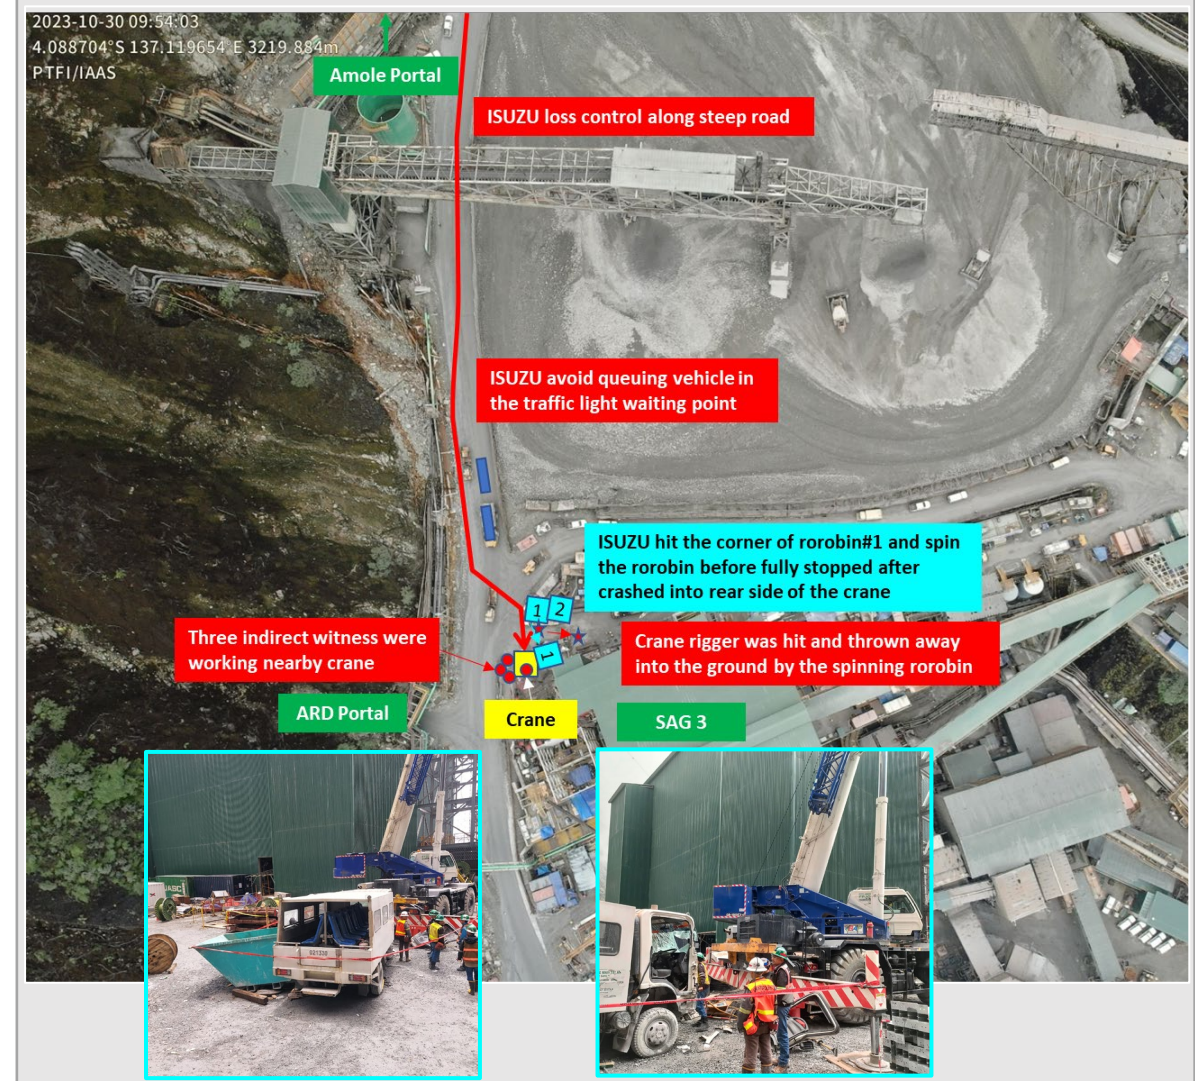 2023-10-30 09:54:03
4.088704°S 137.119654°E 3219.884m
PTFI/IAAS
Amole Portal
ISUZU loss control along steep road
ISUZU avoid queuing vehicle in
the traffic light waiting point
ISUZU hit the corner of rorobin#1 and spin
the rorobin before fully stopped after
crashed into rear side of the crane
1
2
Three indirect witness were
working nearby crane
Crane rigger was hit and thrown away
into the ground by the spinning rorobin
1
ARD Portal
Crane
SAG 3